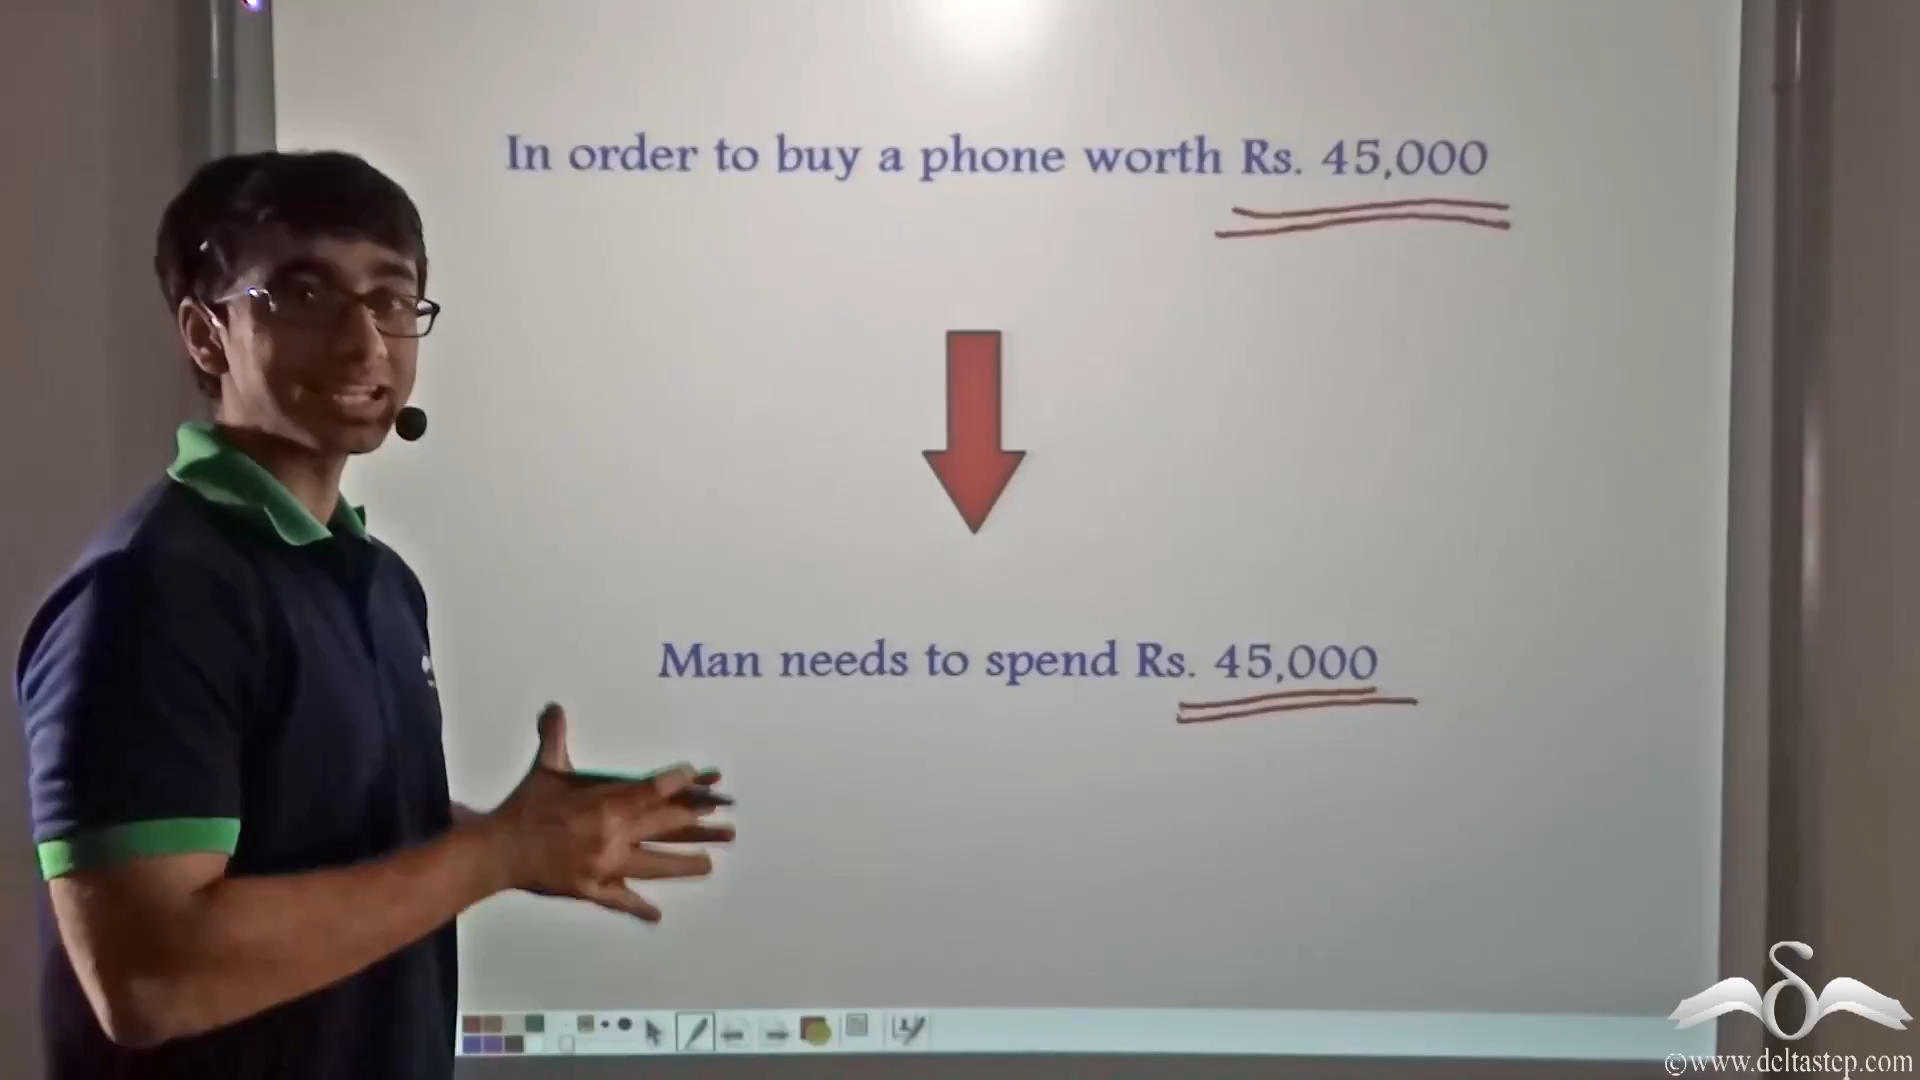 In order to buy a phone worth Rs. 45,000
Man needs to spend Rs. 45,000
©www.deltastep.com